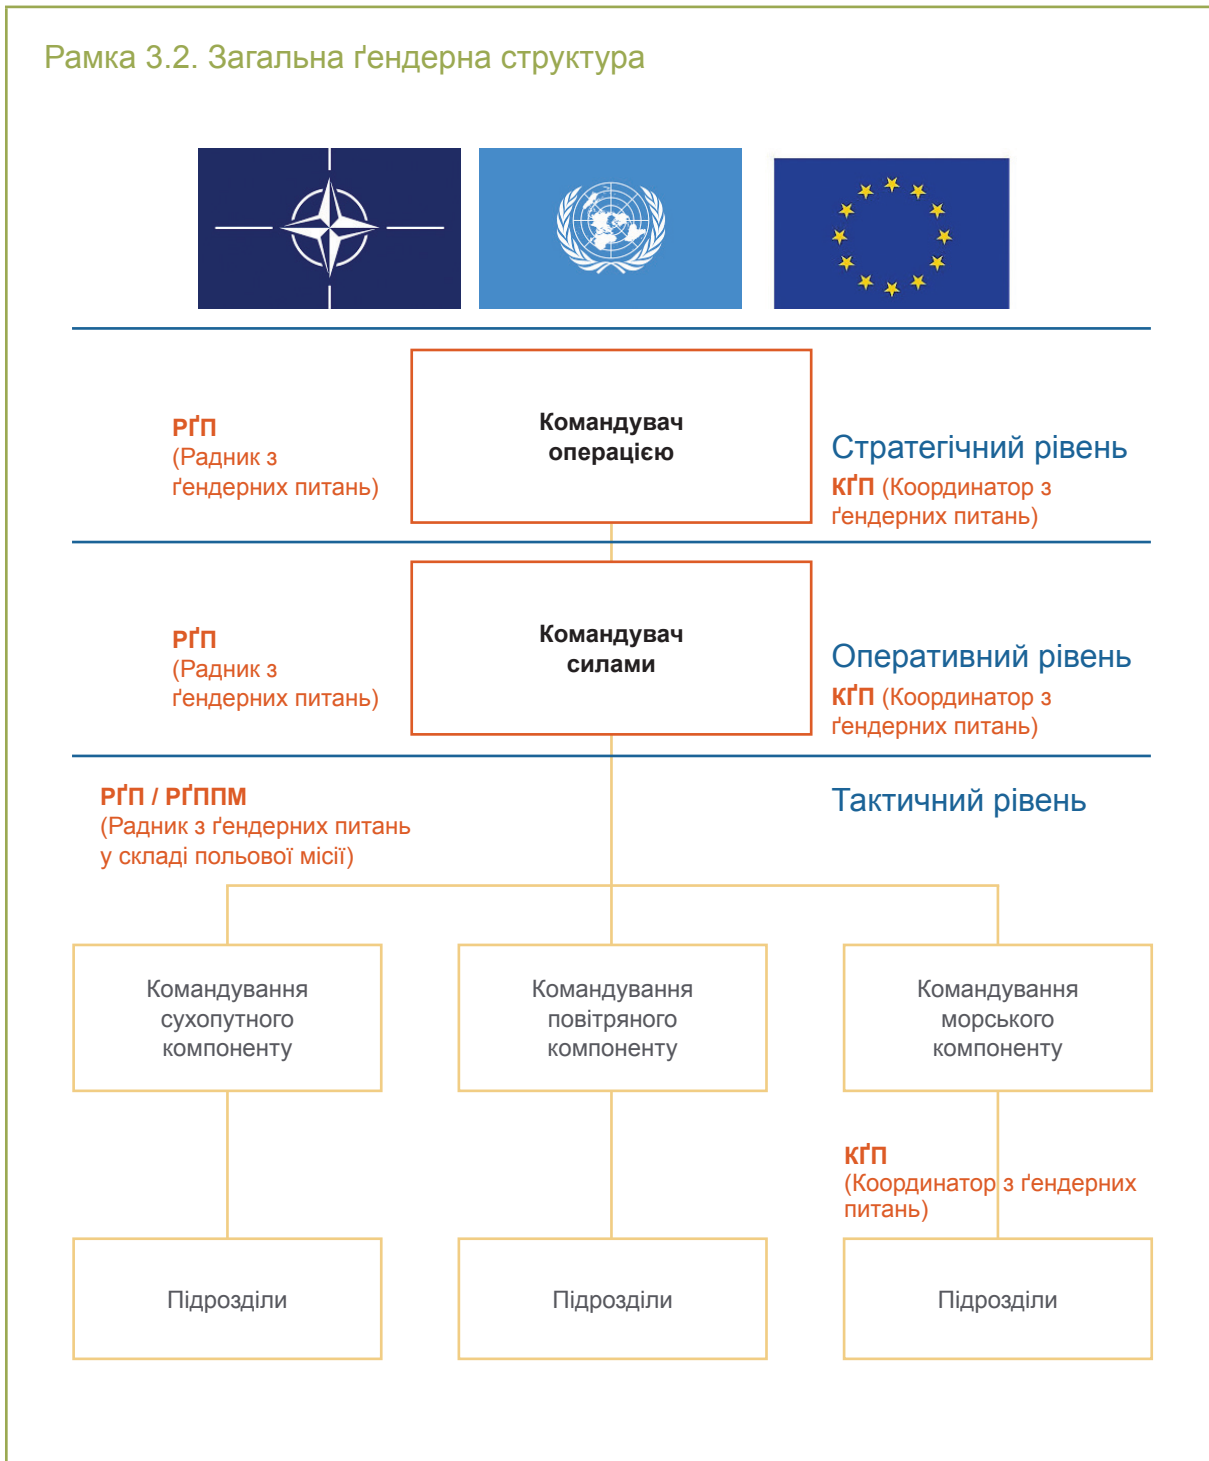 Рамка 3.2. Загальна ґендерна структура
РҐП
(Радник з
ґендерних питань)
Командувач
операцією
Стратегічний рівень
КҐП (Координатор з
ґендерних питань)
РҐП
(Радник з
ґендерних питань)
Командувач
силами
Оперативний рівень
КҐП (Координатор з
ґендерних питань)
РҐП / РҐППМ
(Радник з ґендерних питань
у складі польової місії)
Тактичний рівень
Командування
сухопутного
компоненту
Командування
повітряного
компоненту
Командування
морського
компоненту
КҐП
(Координатор з ґендерних
питань)
Підрозділи
Підрозділи
Підрозділи